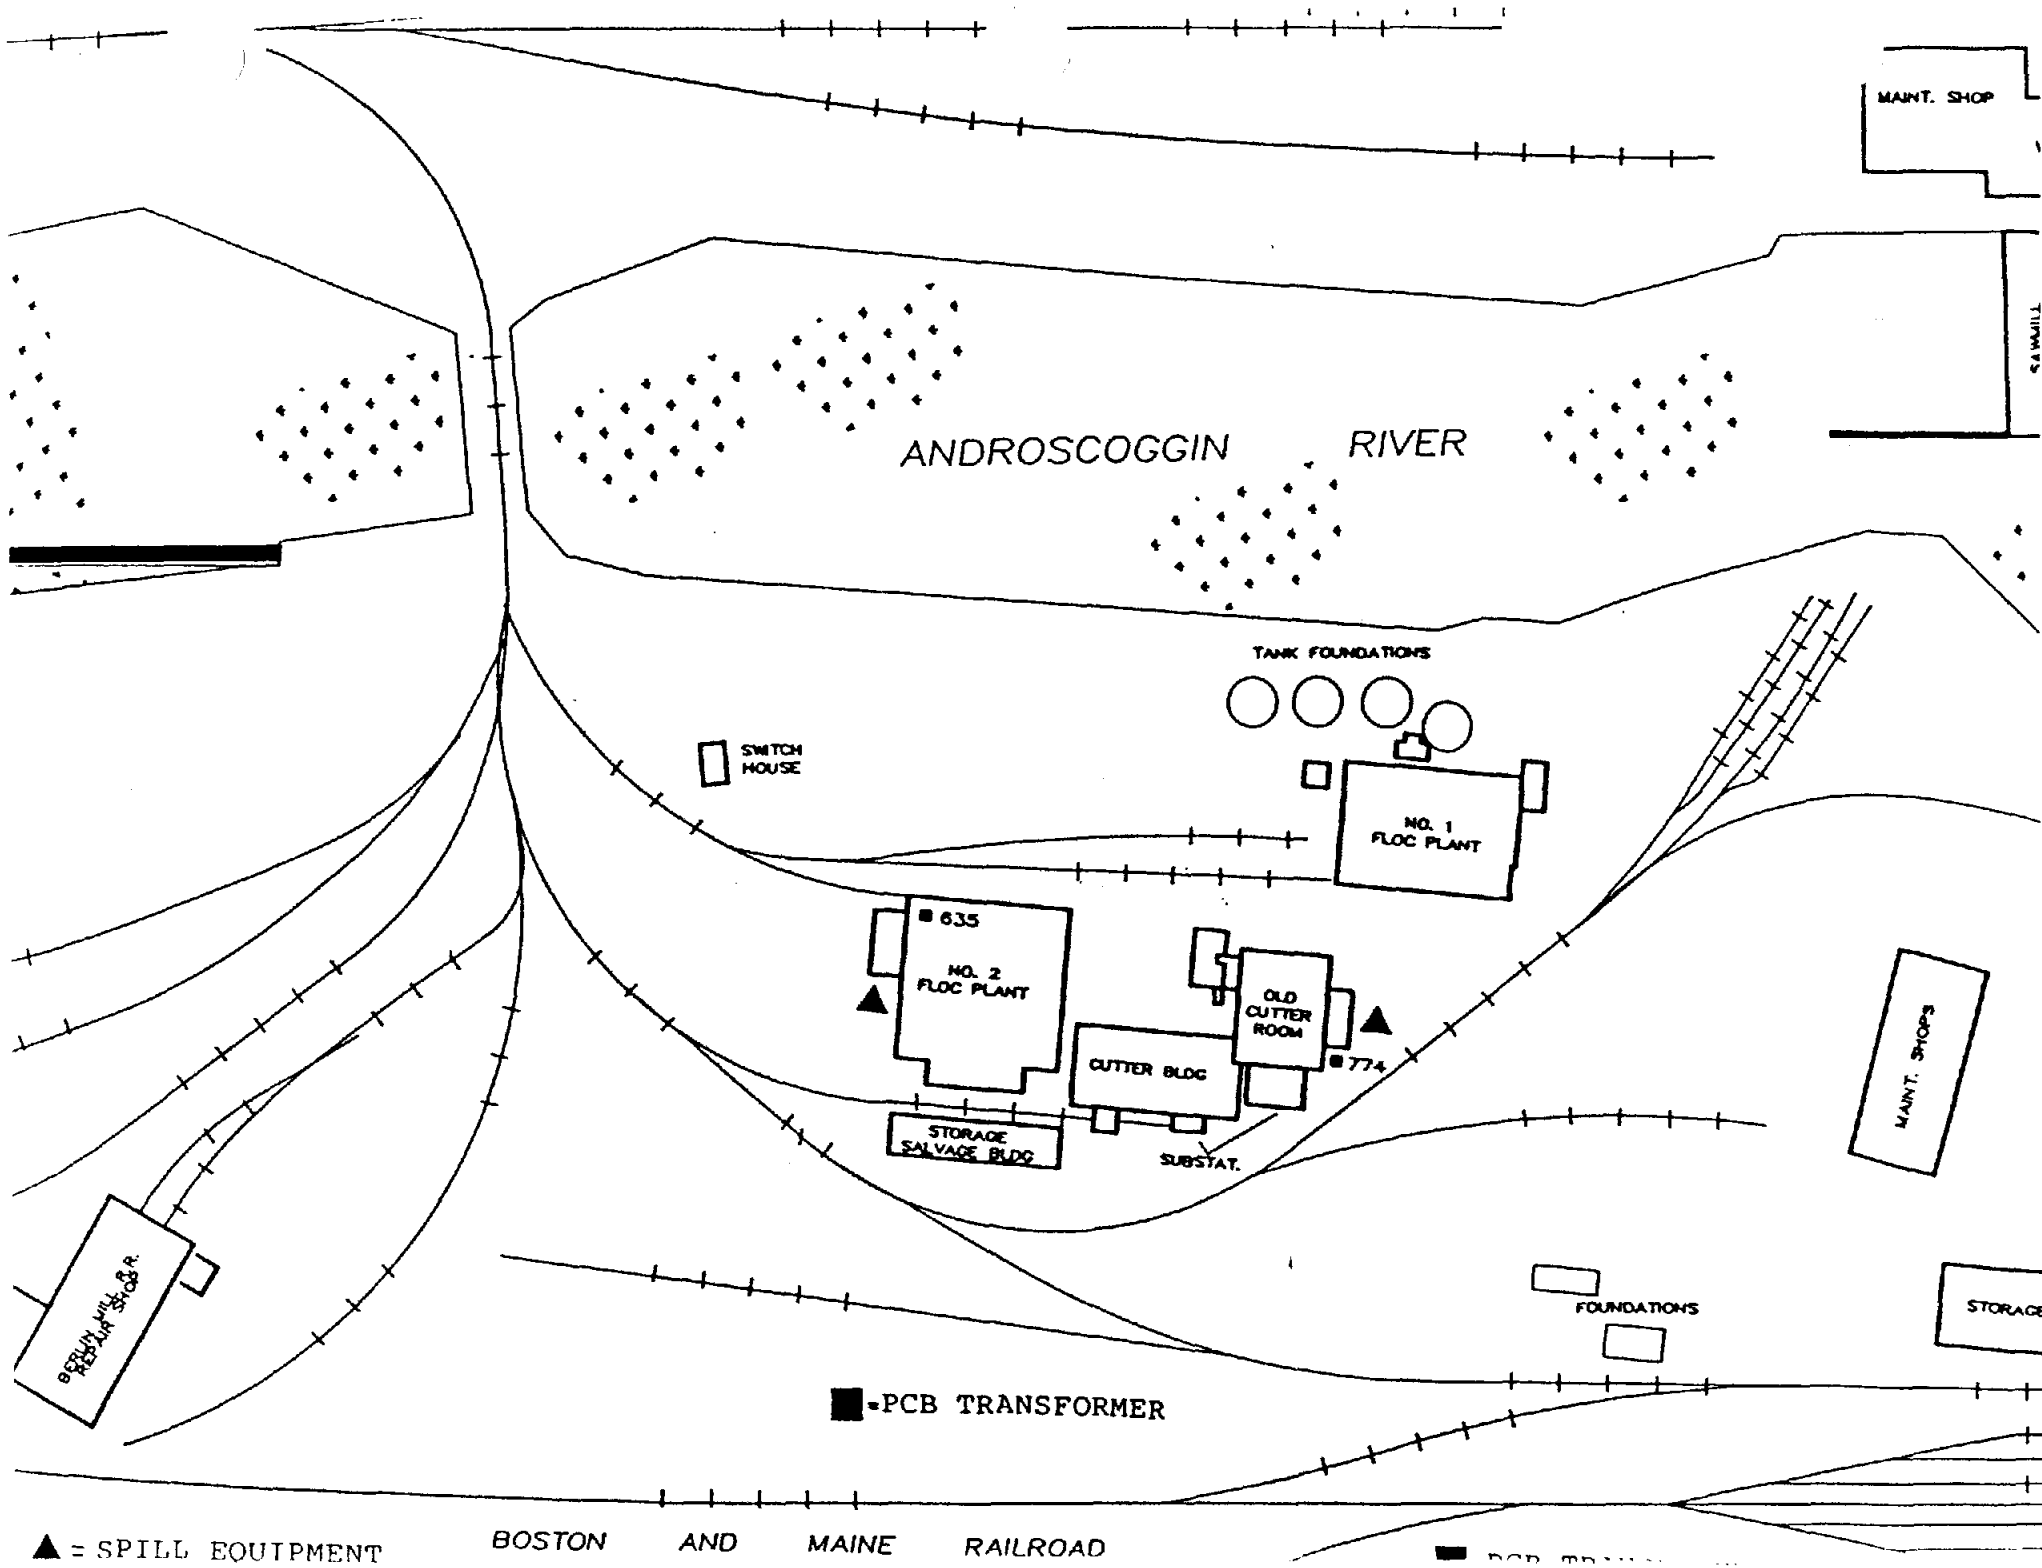 MAINT. SHOP
SAWMILL
ANDROSCOGGIN RIVER
TANK FOUNDATIONS
SWITCH
HOUSE
NO. 1
FLOC PLANT
635
NO. 2
FLOC PLANT
OLD
CUTTER
ROOM
774
CUTTER BLDG
MAINT. SHOPS
STORAGE
SALVAGE BLDG
SUBSTAT.
BERLIN MILL R.R.
REPAIR SHOP
FOUNDATIONS
STORAGE
=PCB TRANSFORMER
= SPILL EQUIPMENT
BOSTON AND MAINE RAILROAD